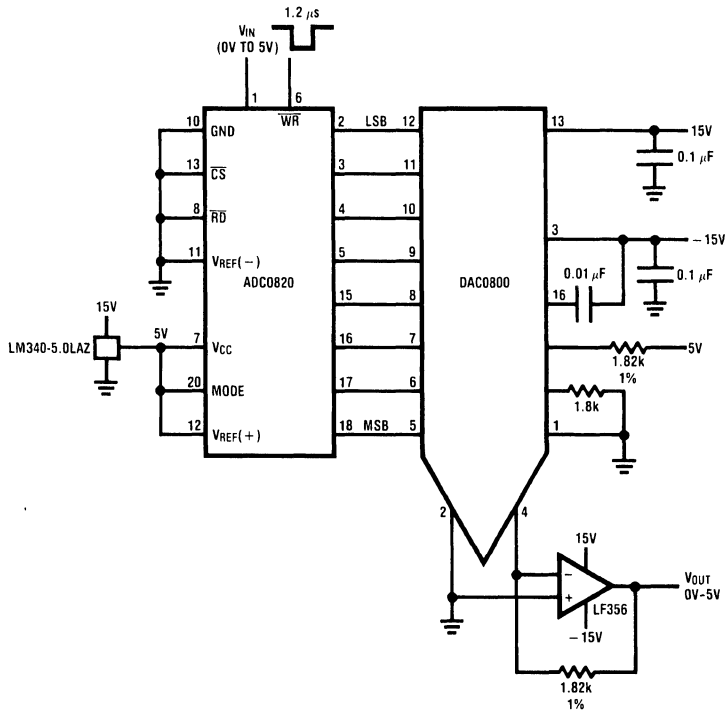 1.2 μs
VIN
(0V TO 5V)
1
6
WR
10
GND
2
LSB
12
13
15V
0.1 μF
13
CS
3
11
8
RD
4
10
3
-15V
11
VREF(-)
5
9
0.01 μF
0.1 μF
ADC0820
DAC0800
15
8
16
15V
5V
LM340-5.0LAZ
7
VCC
16
7
5V
1.82k
1%
20
MODE
17
6
1.8k
12
VREF(+)
18
MSB
5
1
2
4
15V
-
+
LF356
-15V
VOUT
0V-5V
1.82k
1%